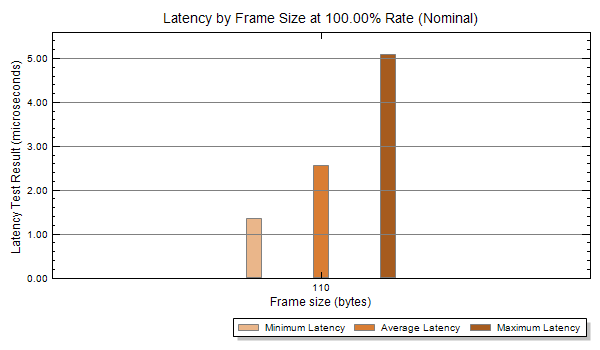 Latency by Frame Size at 100.00% Rate (Nominal)
Latency Test Result (microseconds)
5.00
4.00
3.00
2.00
1.00
0.00
110
Frame size (bytes)
Minimum Latency Average Latency Maximum Latency